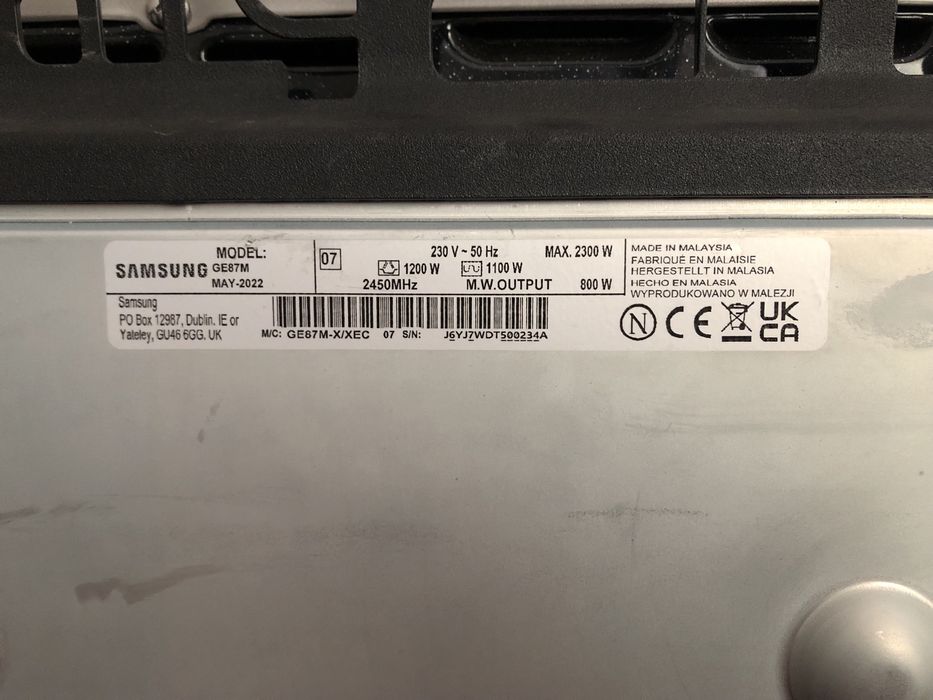 MODEL:
SAMSUNG GE87M
MAY-2022
07
230 V ~ 50 Hz MAX. 2300 W
1200 W 1100 W
2450MHz M.W.OUTPUT 800 W
Samsung
PO Box 12987, Dublin. IE or
Yateley, GU46 6GG. UK
M/C: GE87M-X/XEC 07 S/N: J6YJ7WDT500234A
MADE IN MALAYSIA
FABRIQUÉ EN MALAISIE
HERGESTELLT IN MALASIA
HECHO EN MALASIA
WYPRODUKOWANO W MALEZJI
N CE UK
CA